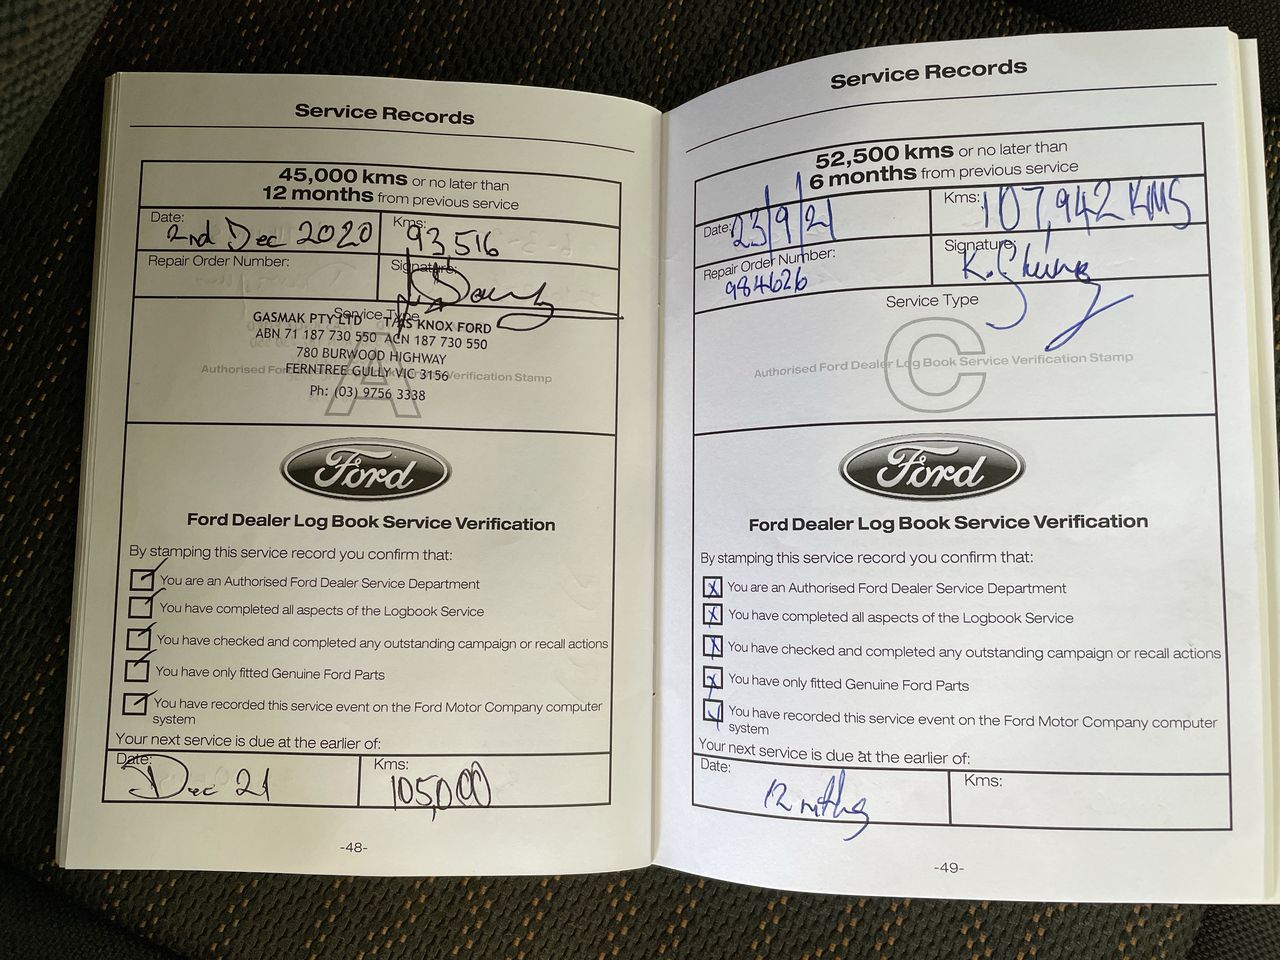 Service Records
45,000 kms or no later than
12 months from previous service
Date: 2nd Dec 2020
Kms: 93516
Repair Order Number:
Signature:
Service Type
GASMAK PTY LTD T/AS KNOX FORD
ABN 71 187 730 550 ACN 187 730 550
780 BURWOOD HIGHWAY
FERNTREE GULLY VIC 3156
Ph: (03) 9756 3338
A
Verification Stamp
Ford
Ford Dealer Log Book Service Verification
By stamping this service record you confirm that:
You are an Authorised Ford Dealer Service Department
You have completed all aspects of the Logbook Service
You have checked and completed any outstanding campaign or recall actions
You have only fitted Genuine Ford Parts
You have recorded this service event on the Ford Motor Company computer
system
Your next service is due at the earlier of:
Date: Dec 21
Kms: 105,000
-48-
Service Records
52,500 kms or no later than
6 months from previous service
Date: 23/9/21
Kms: 107,942 KMS
Repair Order Number:
984626
Signature:
Service Type
C
Authorised Ford Dealer Log Book Service Verification Stamp
Ford
Ford Dealer Log Book Service Verification
By stamping this service record you confirm that:
You are an Authorised Ford Dealer Service Department
You have completed all aspects of the Logbook Service
You have checked and completed any outstanding campaign or recall actions
You have only fitted Genuine Ford Parts
You have recorded this service event on the Ford Motor Company computer
system
Your next service is due at the earlier of:
Date: 12 mths
Kms:
-49-